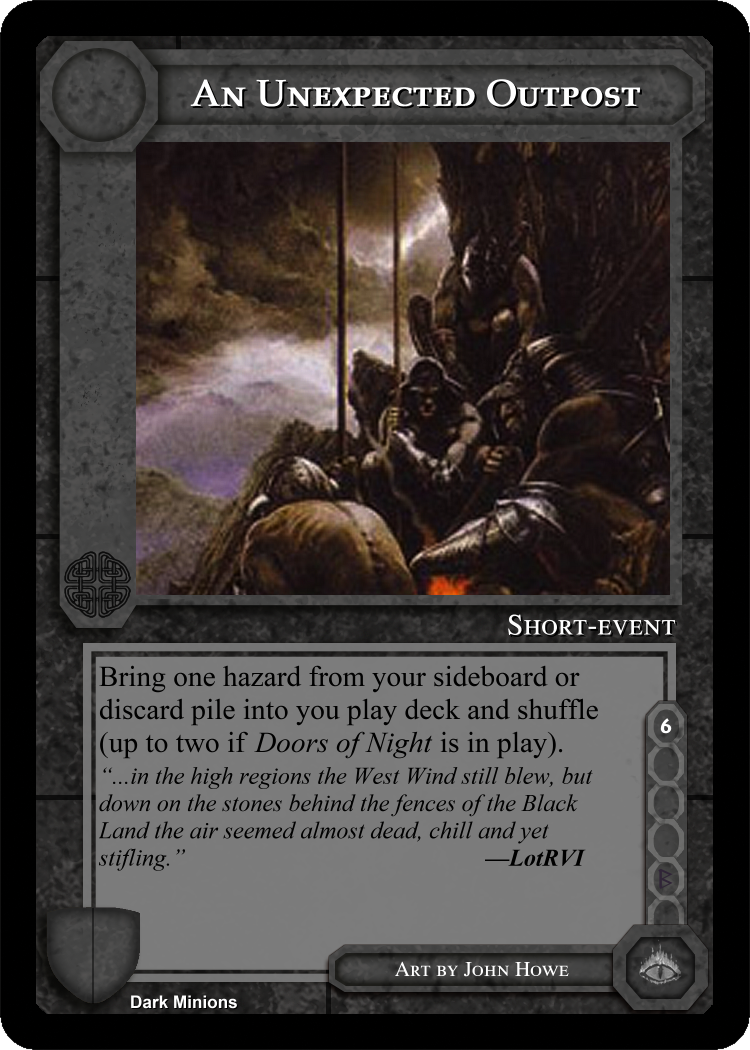 An Unexpected Outpost
Short-event
Bring one hazard from your sideboard or
discard pile into you play deck and shuffle
(up to two if Doors of Night is in play).
“...in the high regions the West Wind still blew, but
down on the stones behind the fences of the Black
Land the air seemed almost dead, chill and yet
stifling.” —LotRVI
6
B
Art by John Howe
Dark Minions